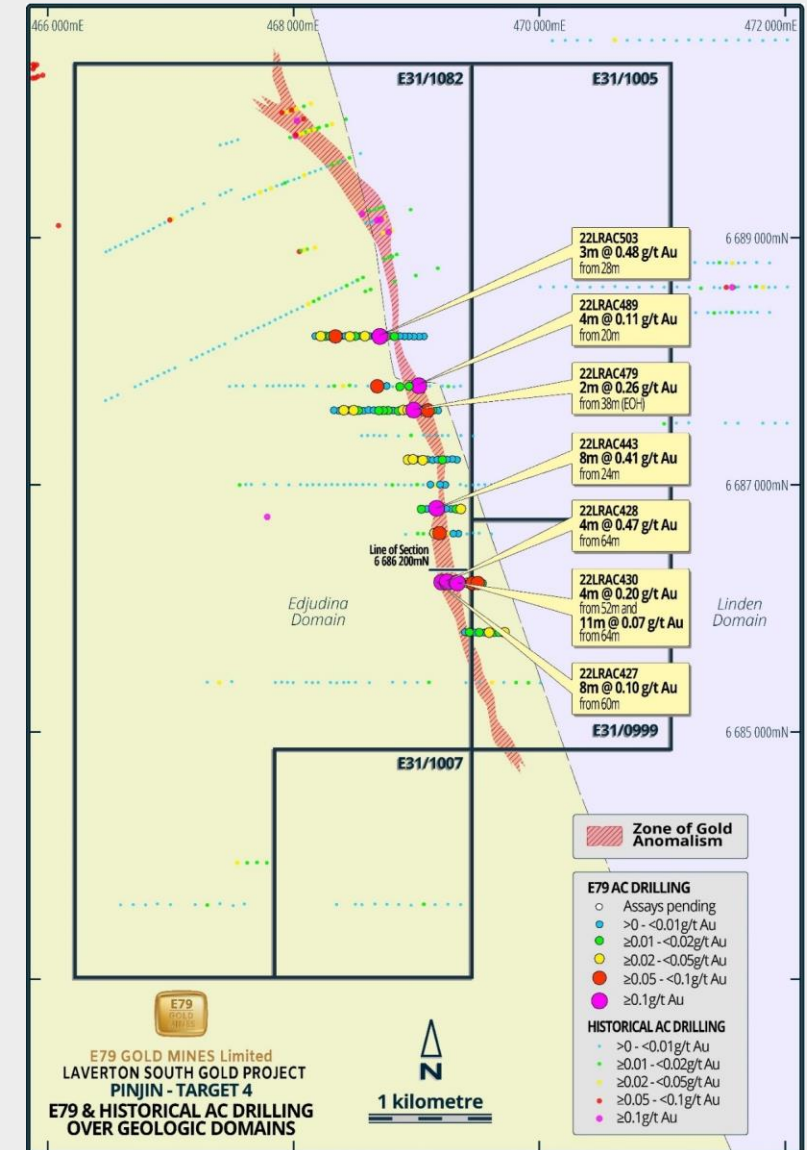 466 000mE
468 000mE
470 000mE
472 000mE
E31/1082
E31/1005
22LRAC503
3m @ 0.48 g/t Au
from 28m
6 689 000mN
22LRAC489
4m @ 0.11 g/t Au
from 20m
22LRAC479
2m @ 0.26 g/t Au
from 38m (EOH)
22LRAC443
8m @ 0.41 g/t Au
from 24m
6 687 000mN
22LRAC428
4m @ 0.47 g/t Au
from 64m
Line of Section
6 686 200mN
22LRAC430
4m @ 0.20 g/t Au
from 52m and
11m @ 0.07 g/t Au
from 64m
Edjudina
Domain
Linden
Domain
22LRAC427
8m @ 0.10 g/t Au
from 60m
E31/0999
6 685 000mN
E31/1007
Zone of Gold
Anomalism
E79 AC DRILLING
Assays pending
>0 - <0.01g/t Au
≥0.01 - <0.02g/t Au
≥0.02 - <0.05g/t Au
≥0.05 - <0.1g/t Au
≥0.1g/t Au
HISTORICAL AC DRILLING
>0 - <0.01g/t Au
≥0.01 - <0.02g/t Au
≥0.02 - <0.05g/t Au
≥0.05 - <0.1g/t Au
≥0.1g/t Au
E79
GOLD
MINES
E79 GOLD MINES Limited
LAVERTON SOUTH GOLD PROJECT
PINJIN - TARGET 4
E79 & HISTORICAL AC DRILLING
OVER GEOLOGIC DOMAINS
N
1 kilometre